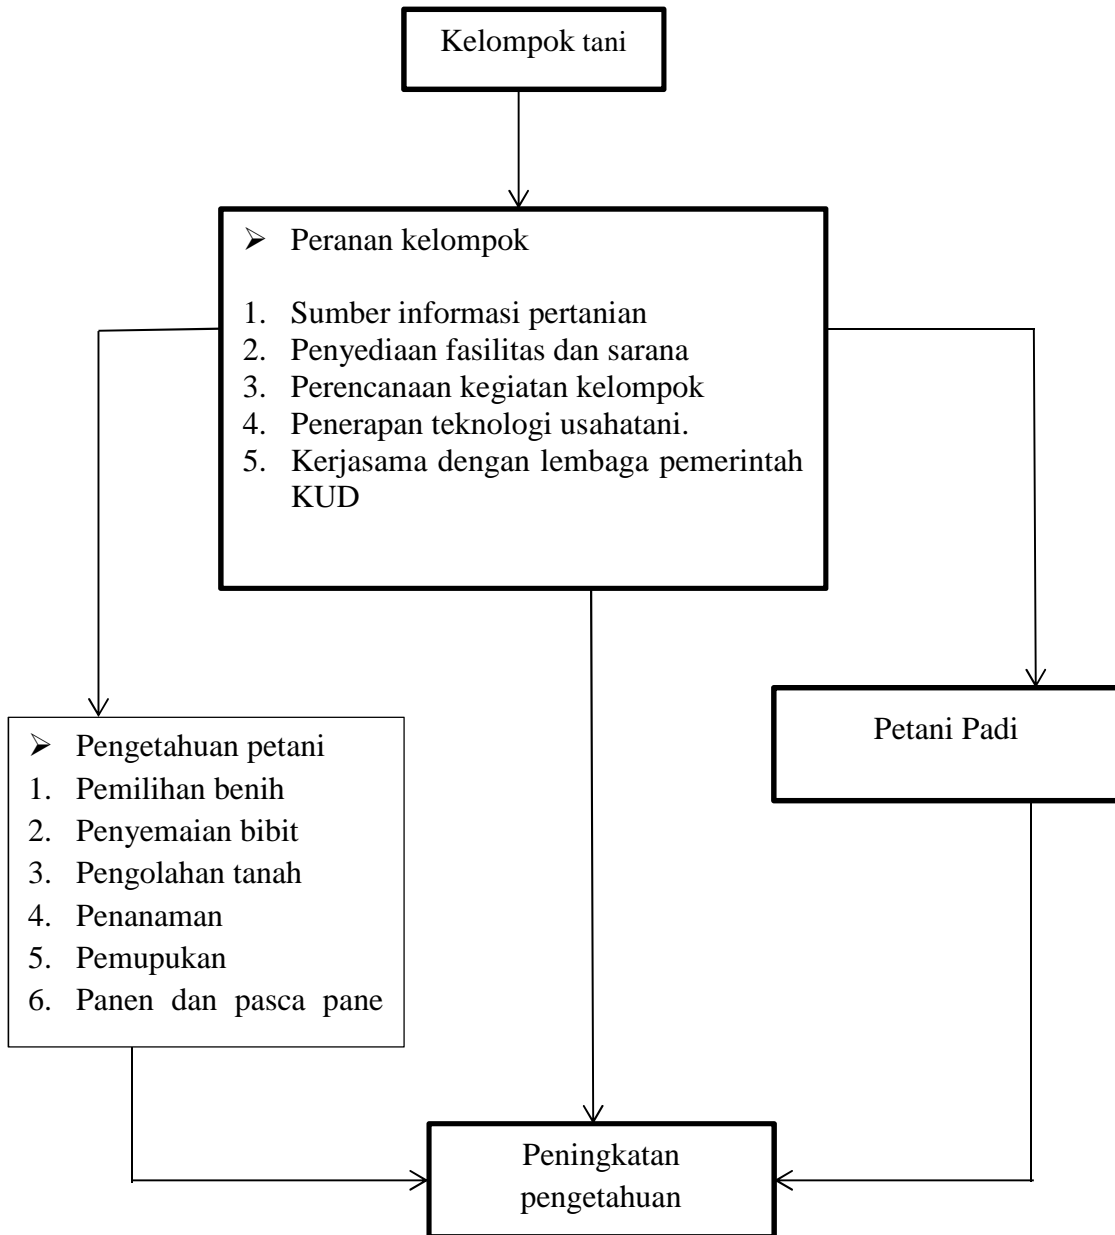 Kelompok tani
➢ Peranan kelompok
1. Sumber informasi pertanian
2. Penyediaan fasilitas dan sarana
3. Perencanaan kegiatan kelompok
4. Penerapan teknologi usahatani.
5. Kerjasama dengan lembaga pemerintah
KUD
➢ Pengetahuan petani
1. Pemilihan benih
2. Penyemaian bibit
3. Pengolahan tanah
4. Penanaman
5. Pemupukan
6. Panen dan pasca pane
Petani Padi
Peningkatan
pengetahuan